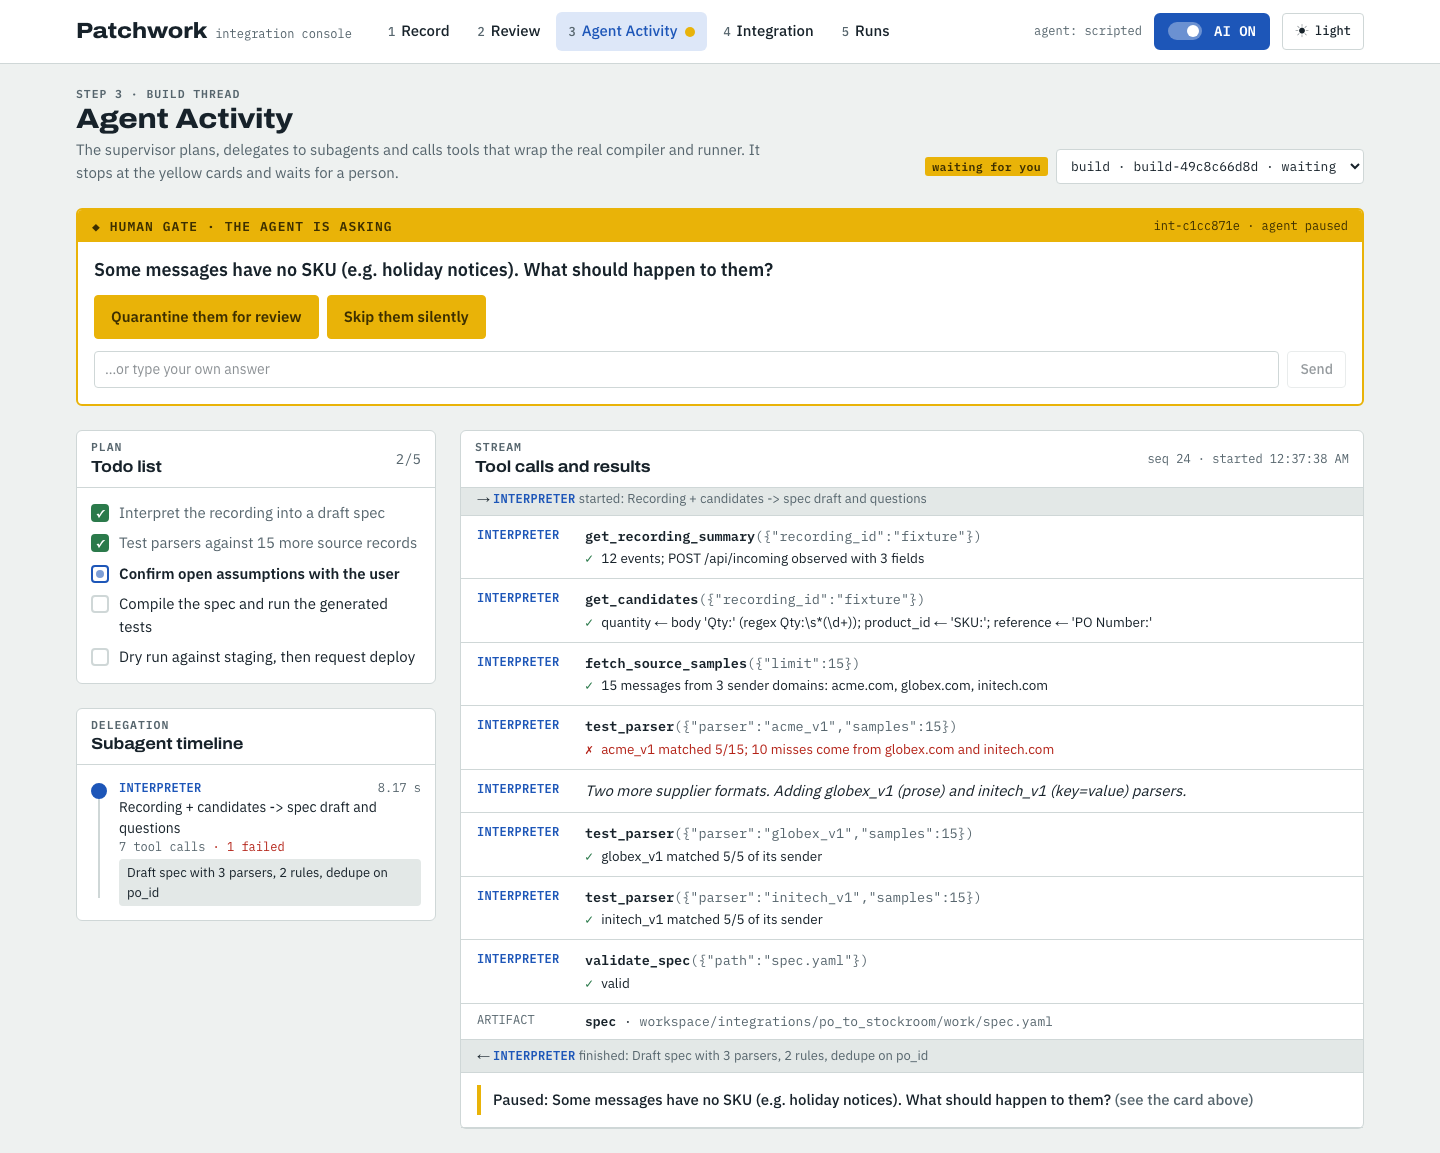 Patchwork integration console 1 Record 2 Review 3 Agent Activity 4 Integration 5 Runs agent: scripted AI ON ☀ light
STEP 3 · BUILD THREAD
Agent Activity
The supervisor plans, delegates to subagents and calls tools that wrap the real compiler and runner. It
stops at the yellow cards and waits for a person.
waiting for you build · build-49c8c66d8d · waiting
◆ HUMAN GATE · THE AGENT IS ASKING int-c1cc871e · agent paused
Some messages have no SKU (e.g. holiday notices). What should happen to them?
Quarantine them for review Skip them silently
...or type your own answer Send
PLAN
Todo list 2/5
✓ Interpret the recording into a draft spec
✓ Test parsers against 15 more source records
Confirm open assumptions with the user
Compile the spec and run the generated
tests
Dry run against staging, then request deploy
DELEGATION
Subagent timeline
INTERPRETER 8.17 s
Recording + candidates -> spec draft and
questions
7 tool calls · 1 failed
Draft spec with 3 parsers, 2 rules, dedupe on
po_id
STREAM
Tool calls and results seq 24 · started 12:37:38 AM
→ INTERPRETER started: Recording + candidates -> spec draft and questions
INTERPRETER get_recording_summary({"recording_id":"fixture"})
✓ 12 events; POST /api/incoming observed with 3 fields
INTERPRETER get_candidates({"recording_id":"fixture"})
✓ quantity ← body 'Qty:' (regex Qty:\s*(\d+)); product_id ← 'SKU:'; reference ← 'PO Number:'
INTERPRETER fetch_source_samples({"limit":15})
✓ 15 messages from 3 sender domains: acme.com, globex.com, initech.com
INTERPRETER test_parser({"parser":"acme_v1","samples":15})
✗ acme_v1 matched 5/15; 10 misses come from globex.com and initech.com
INTERPRETER Two more supplier formats. Adding globex_v1 (prose) and initech_v1 (key=value) parsers.
INTERPRETER test_parser({"parser":"globex_v1","samples":15})
✓ globex_v1 matched 5/5 of its sender
INTERPRETER test_parser({"parser":"initech_v1","samples":15})
✓ initech_v1 matched 5/5 of its sender
INTERPRETER validate_spec({"path":"spec.yaml"})
✓ valid
ARTIFACT spec · workspace/integrations/po_to_stockroom/work/spec.yaml
← INTERPRETER finished: Draft spec with 3 parsers, 2 rules, dedupe on po_id
Paused: Some messages have no SKU (e.g. holiday notices). What should happen to them? (see the card above)